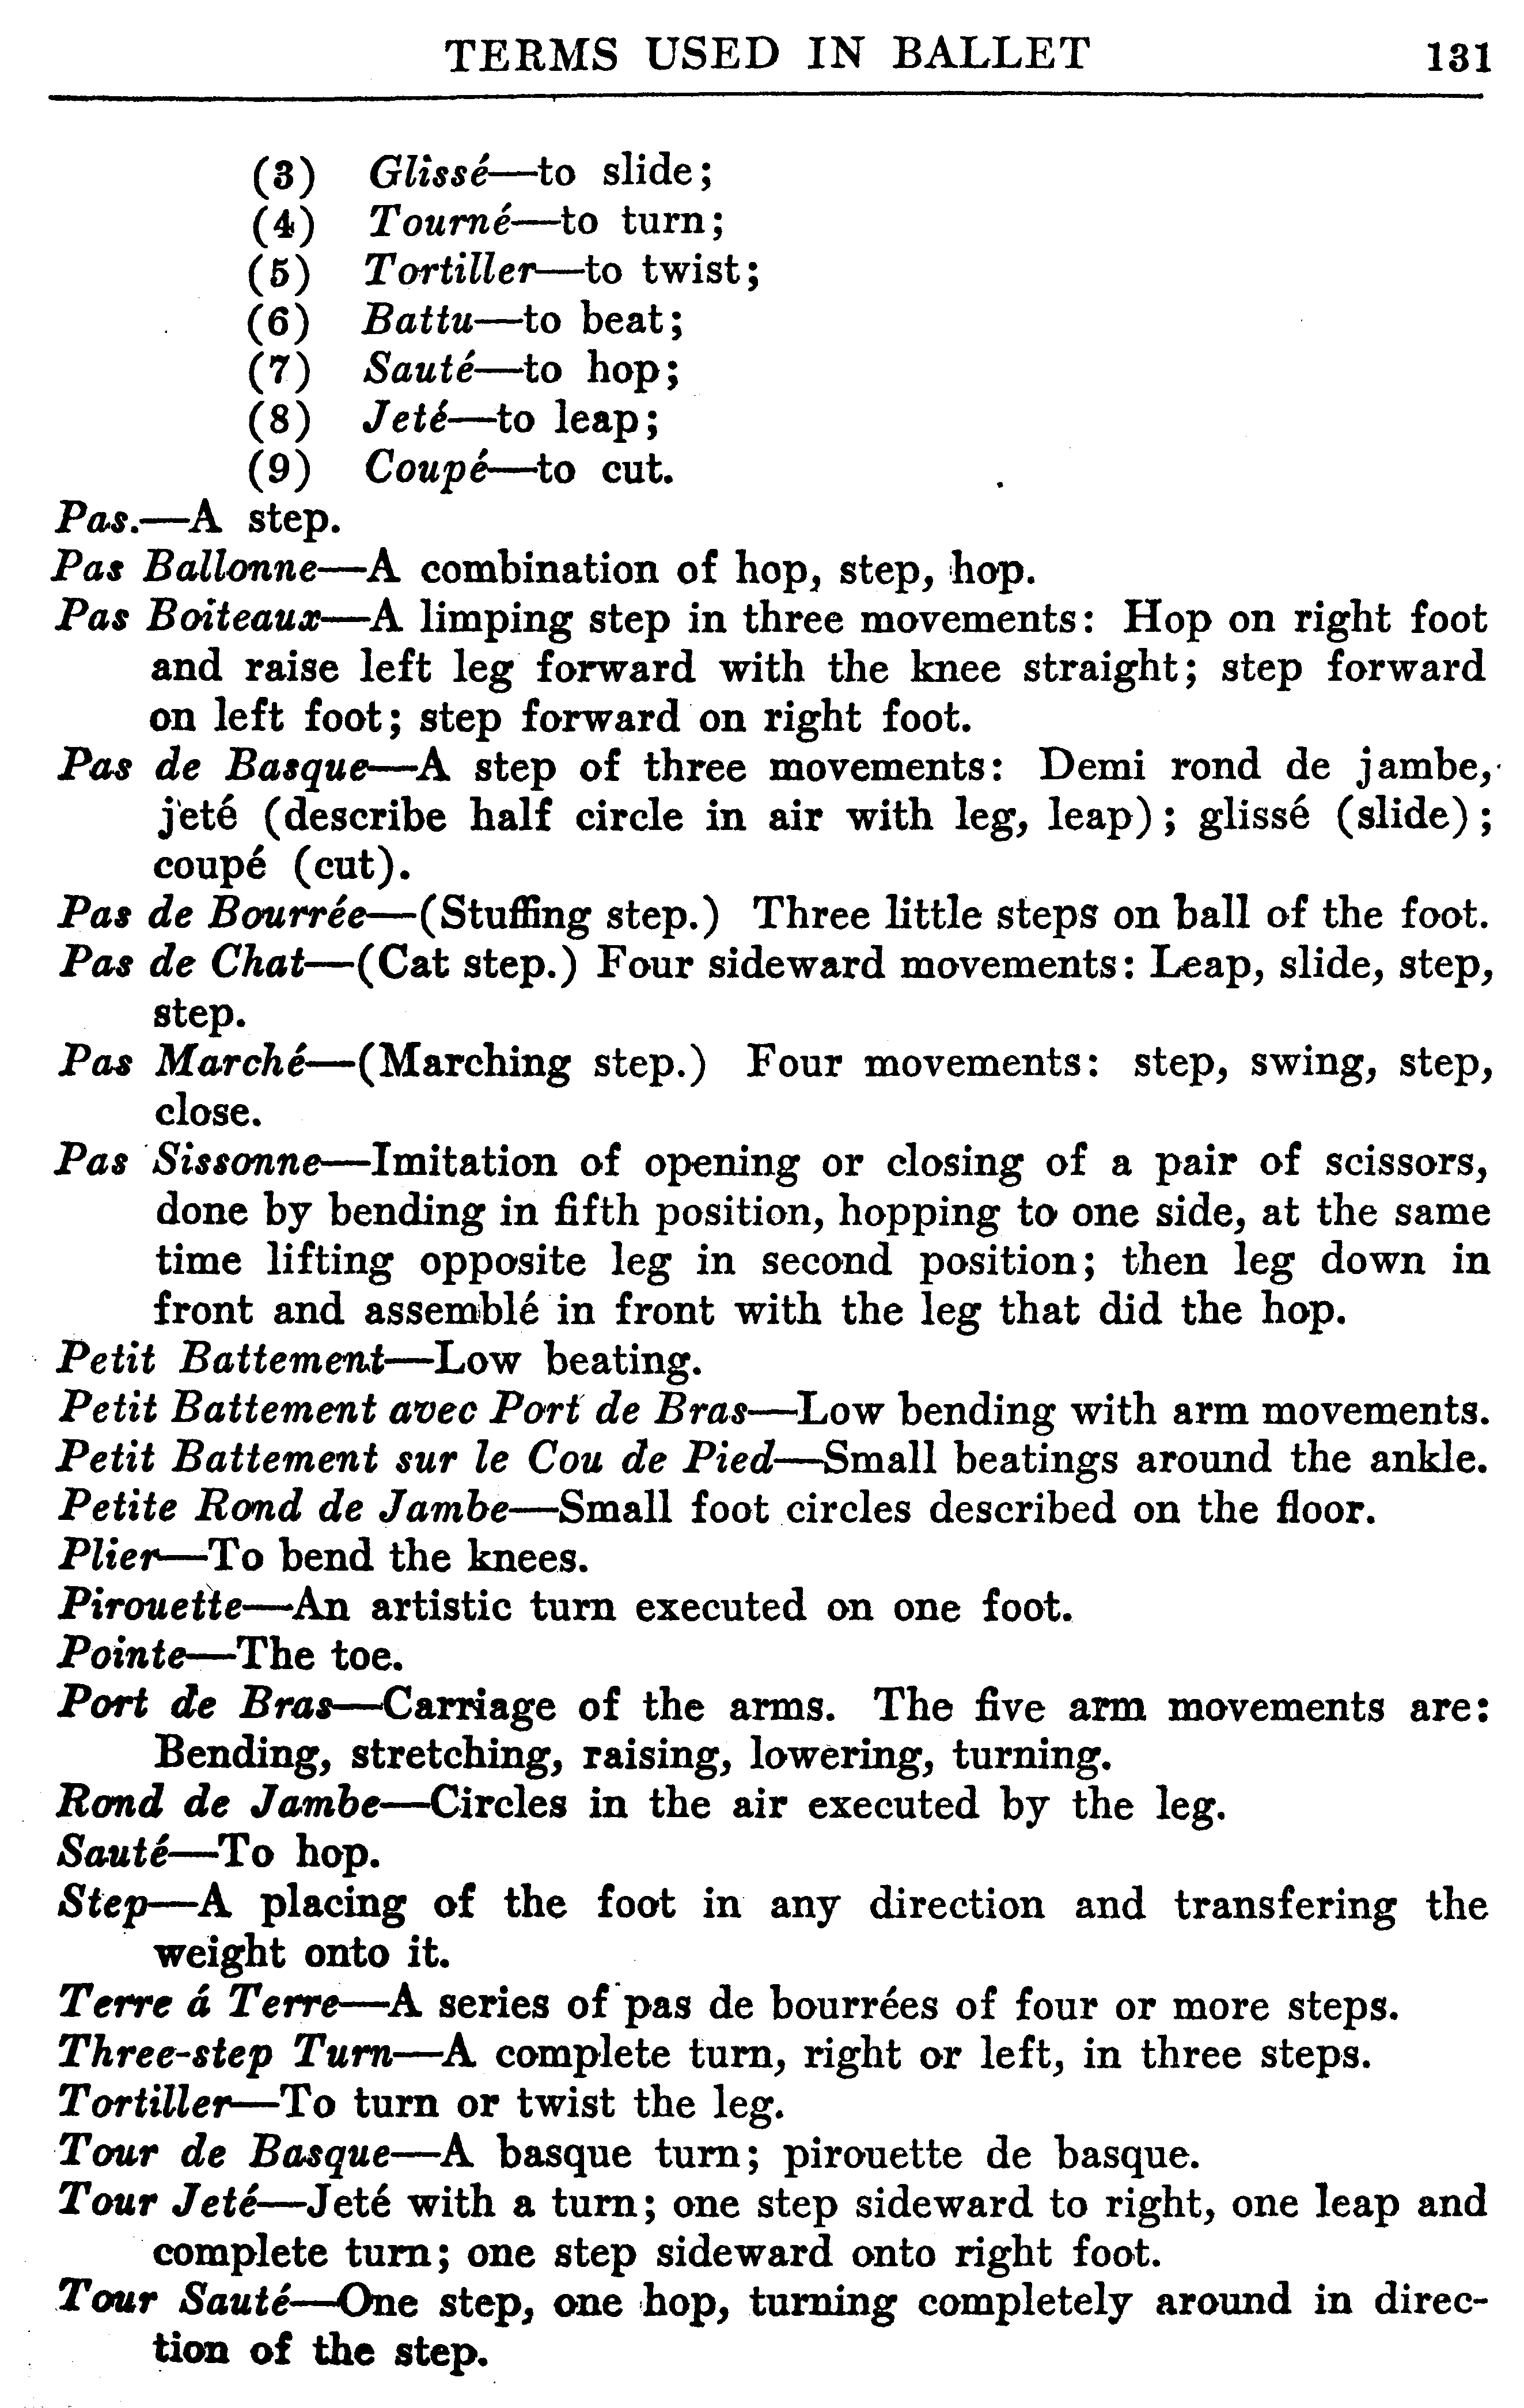 TERMS USED IN BALLET 131
(3) Glissé—to slide;
(4) Tourné—to turn;
(5) Tortiller—to twist;
(6) Battu—to beat;
(7) Sauté—to hop;
(8) Jeté—to leap;
(9) Coupé—to cut.
Pas.—A step.
Pas Ballonne—A combination of hop, step, hop.
Pas Boiteaux—A limping step in three movements: Hop on right foot
and raise left leg forward with the knee straight; step forward
on left foot; step forward on right foot.
Pas de Basque—A step of three movements: Demi rond de jambe,
jeté (describe half circle in air with leg, leap); glissé (slide);
coupé (cut).
Pas de Bourrée—(Stuffing step.) Three little steps on ball of the foot.
Pas de Chat—(Cat step.) Four sideward movements: Leap, slide, step,
step.
Pas Marché—(Marching step.) Four movements: step, swing, step,
close.
Pas Sissonne—Imitation of opening or closing of a pair of scissors,
done by bending in fifth position, hopping to one side, at the same
time lifting opposite leg in second position; then leg down in
front and assemblé in front with the leg that did the hop.
Petit Battement—Low beating.
Petit Battement avec Port de Bras—Low bending with arm movements.
Petit Battement sur le Cou de Pied—Small beatings around the ankle.
Petite Rond de Jambe—Small foot circles described on the floor.
Plier—To bend the knees.
Pirouette—An artistic turn executed on one foot.
Pointe—The toe.
Port de Bras—Carriage of the arms. The five arm movements are:
Bending, stretching, raising, lowering, turning.
Rond de Jambe—Circles in the air executed by the leg.
Sauté—To hop.
Step—A placing of the foot in any direction and transfering the
weight onto it.
Terre á Terre—A series of pas de bourrées of four or more steps.
Three-step Turn—A complete turn, right or left, in three steps.
Tortiller—To turn or twist the leg.
Tour de Basque—A basque turn; pirouette de basque.
Tour Jeté—Jeté with a turn; one step sideward to right, one leap and
complete turn; one step sideward onto right foot.
Tour Sauté—One step, one hop, turning completely around in direc-
tion of the step.